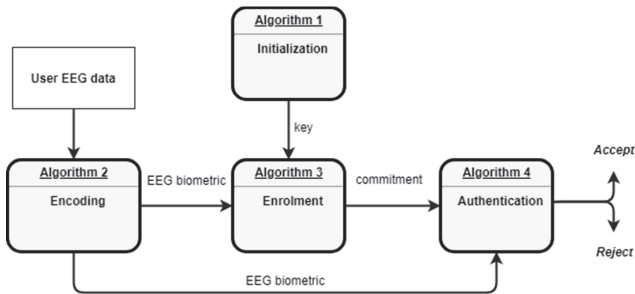 Algorithm 1
Initialization
User EEG data
key
Algorithm 2
Encoding
EEG biometric
Algorithm 3
Enrolment
commitment
Algorithm 4
Authentication
Accept
Reject
EEG biometric